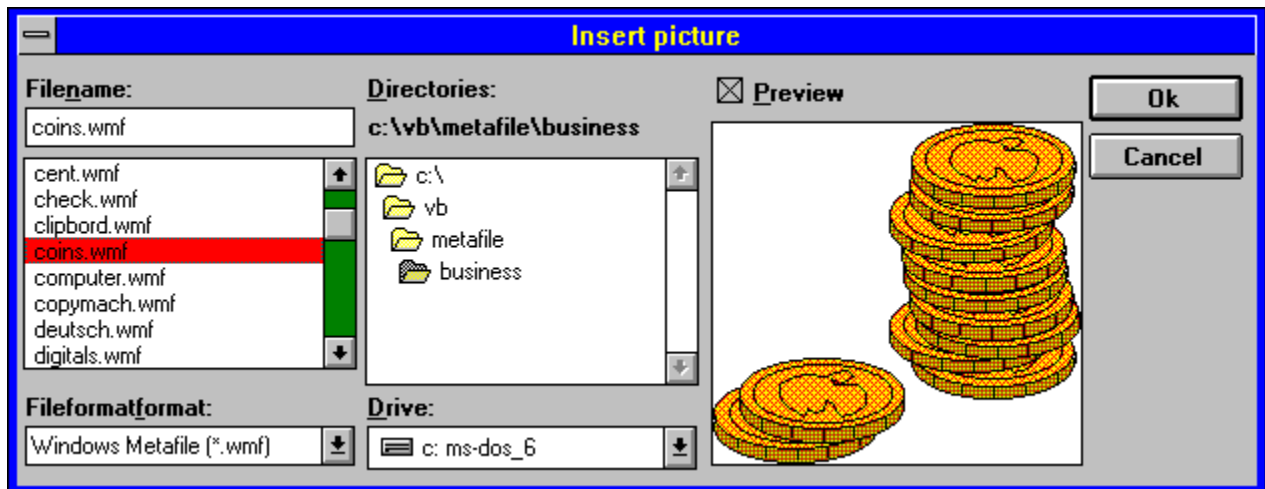 Insert picture
Filename:
coins.wmf
cent.wmf
check.wmf
clipbord.wmf
coins.wmf
computer.wmf
copymach.wmf
deutsch.wmf
digitals.wmf
Fileformatformat:
Windows Metafile (*.wmf)
Directories:
c:\vb\metafile\business
c:\
vb
metafile
business
Drive:
c: ms-dos_6
Preview
Ok
Cancel